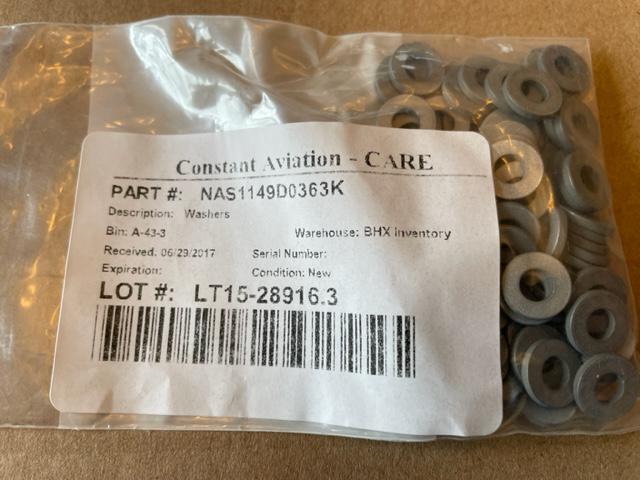 Constant Aviation - CARE
PART #: NAS1149D0363K
Description: Washers
Bin: A-43-3 Warehouse: BHX Inventory
Received. 06/29/2017 Serial Number:
Expiration: Condition: New
LOT #: LT15-28916.3